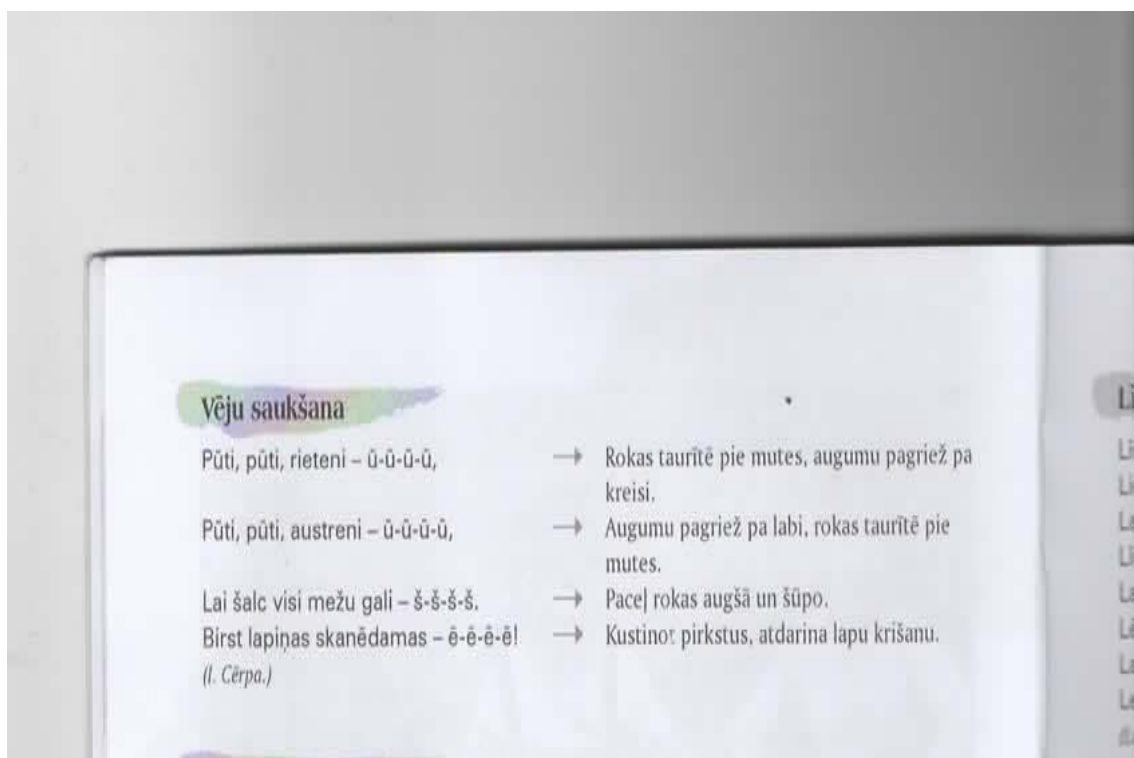 Vēju saukšana
Pūti, pūti, rieteni – ū-ū-ū-ū, → Rokas taurītē pie mutes, augumu pagriež pa
kreisi.
Pūti, pūti, austreni – ū-ū-ū-ū, → Augumu pagriež pa labi, rokas taurītē pie
mutes.
Lai šalc visi mežu gali – š-š-š-š. → Paceļ rokas augšā un šūpo.
Birst lapiņas skanēdamas – ē-ē-ē-ē! → Kustinot pirkstus, atdarina lapu krišanu.
(I. Cērpa.)